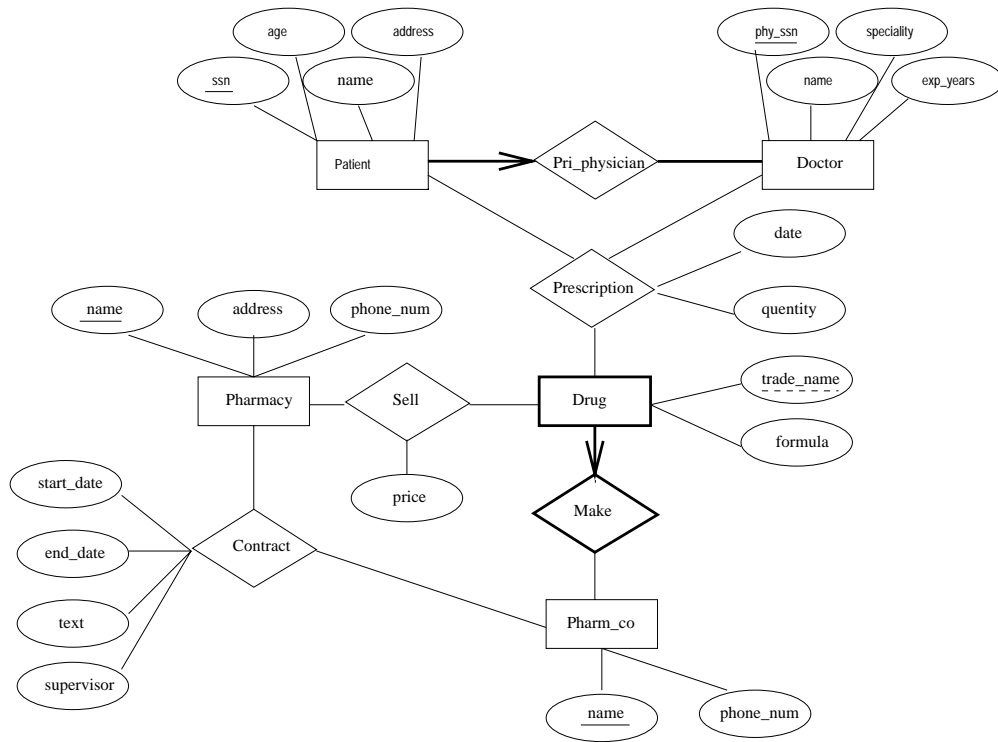 age
address
phy_ssn
speciality
ssn
name
name
exp_years
Patient
Pri_physician
Doctor
date
Prescription
name
address
phone_num
quentity
Pharmacy
Sell
Drug
trade_name
formula
start_date
price
Make
end_date
Contract
text
Pharm_co
supervisor
name
phone_num